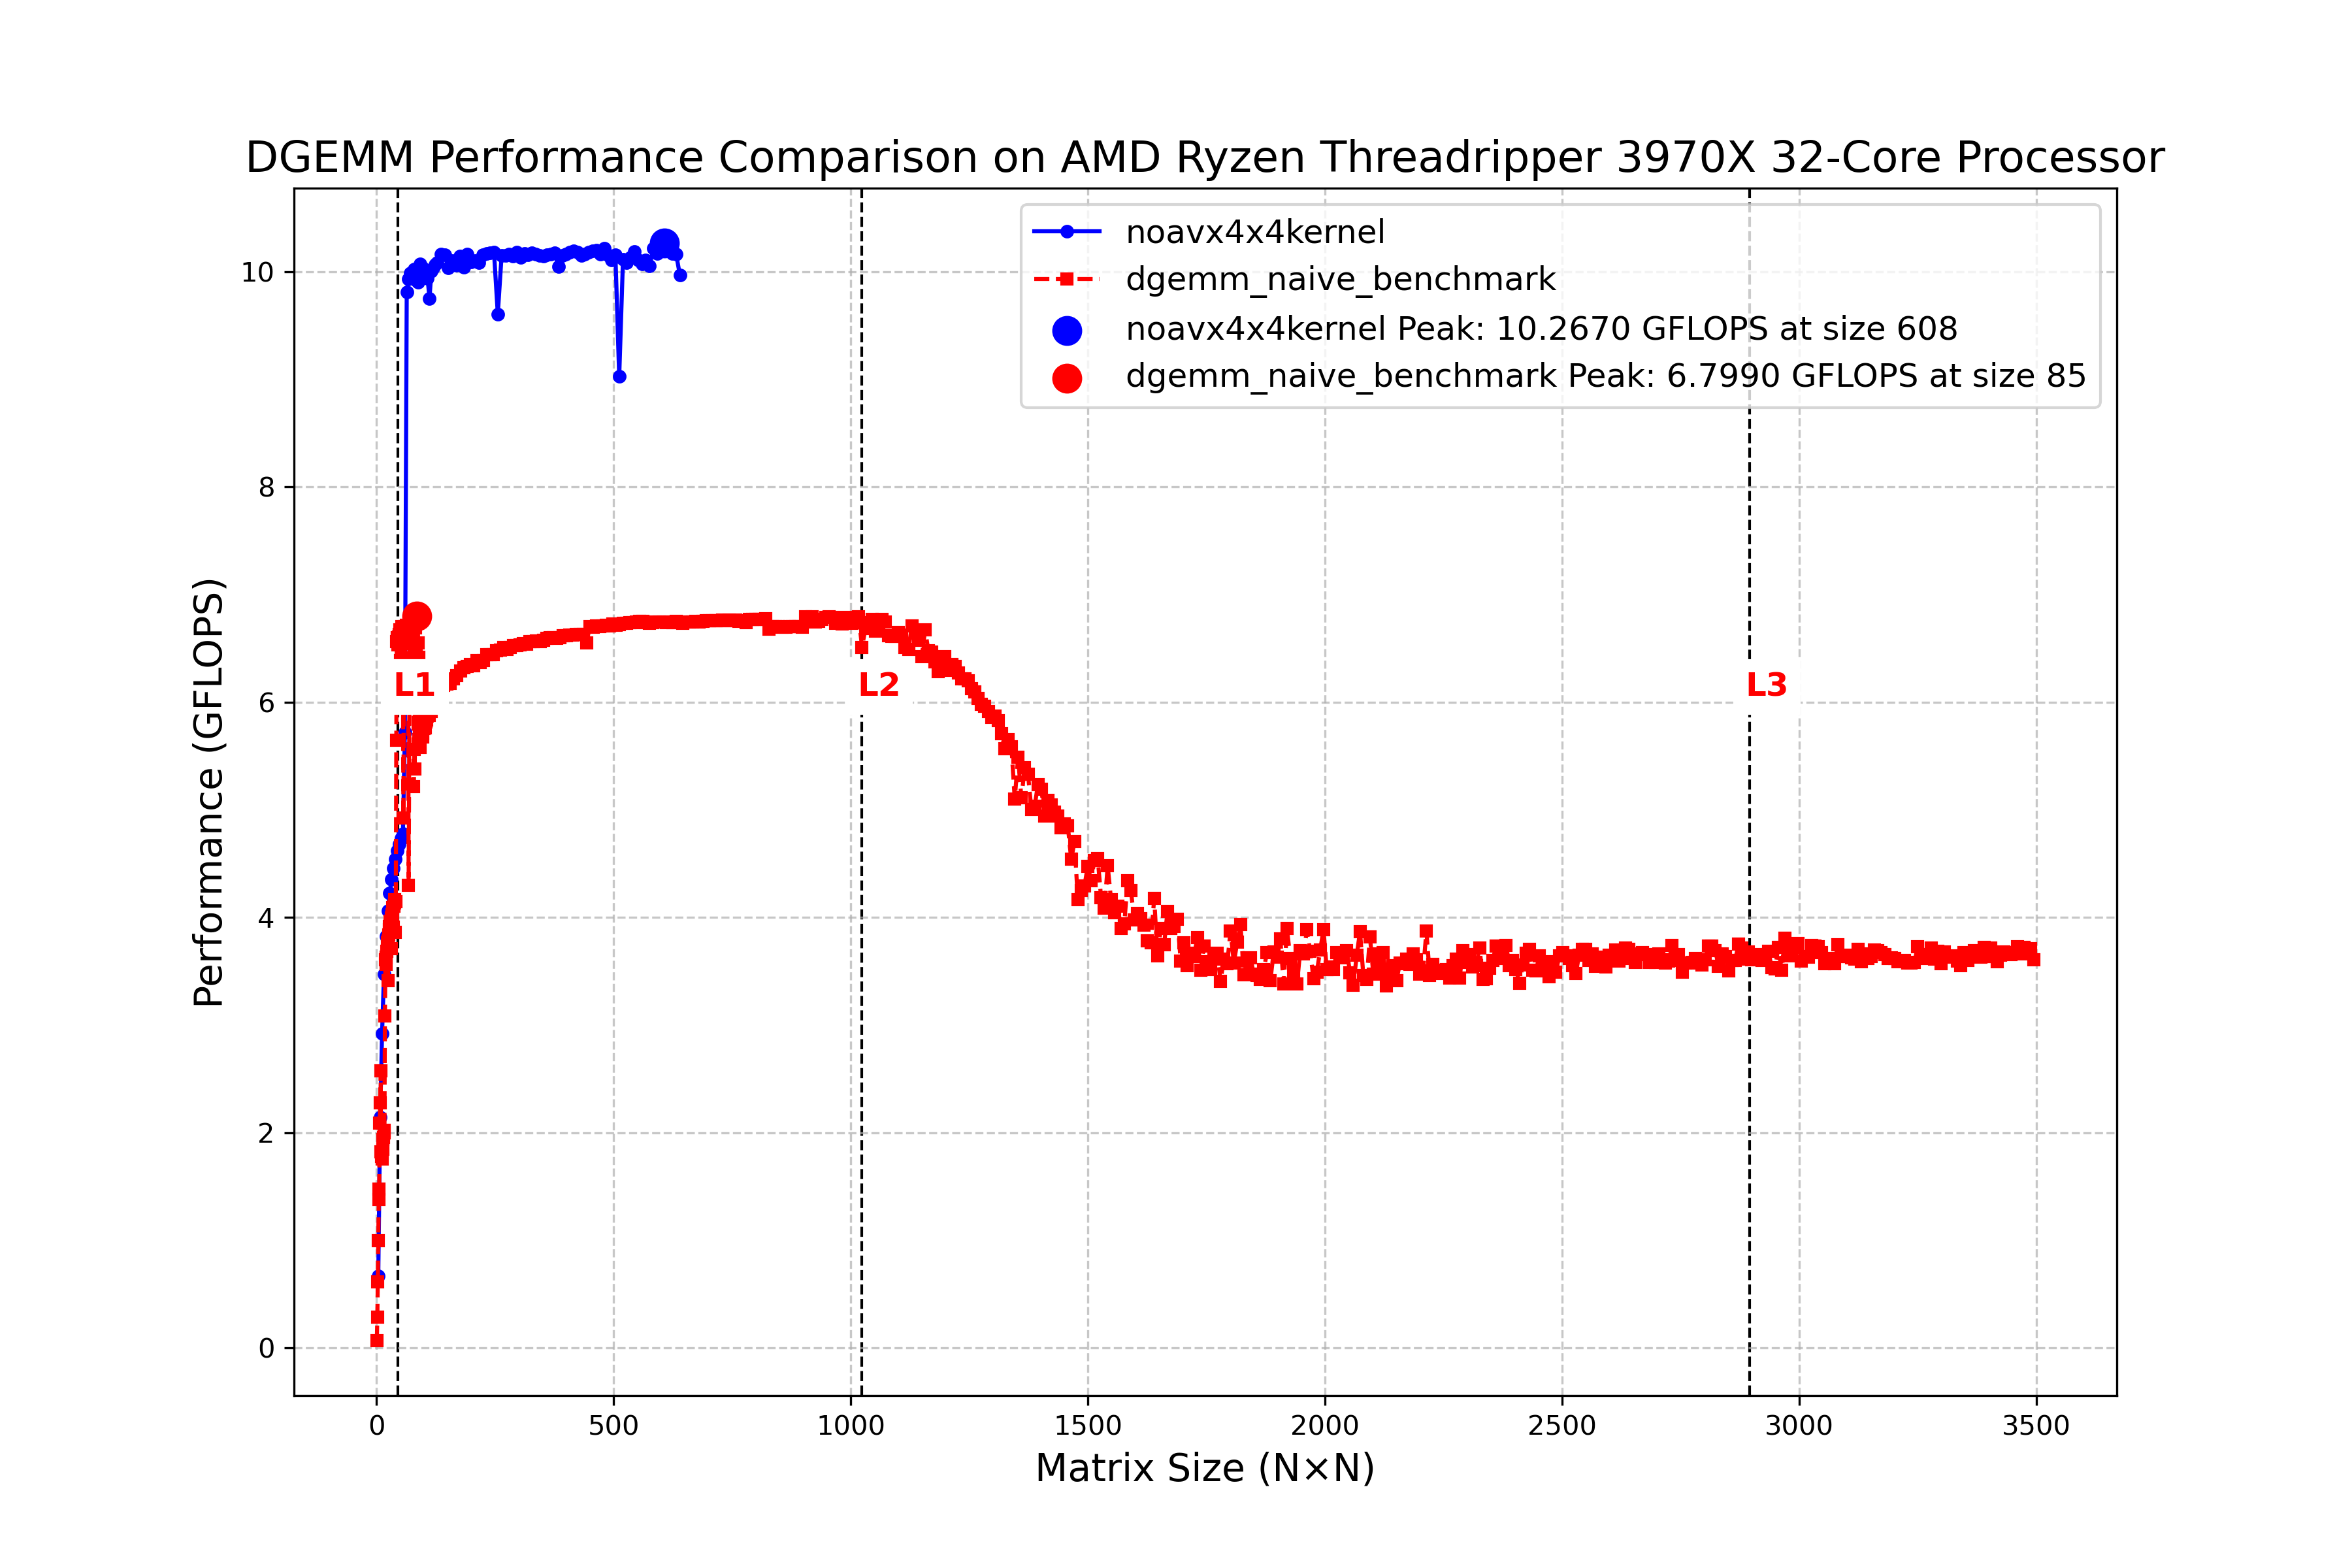 DGEMM Performance Comparison on AMD Ryzen Threadripper 3970X 32-Core Processor
noavx4x4kernel
dgemm_naive_benchmark
noavx4x4kernel Peak: 10.2670 GFLOPS at size 608
dgemm_naive_benchmark Peak: 6.7990 GFLOPS at size 85
Performance (GFLOPS)
10
8
6
4
2
0
L1
L2
L3
0
500
1000
1500
2000
2500
3000
3500
Matrix Size (N×N)